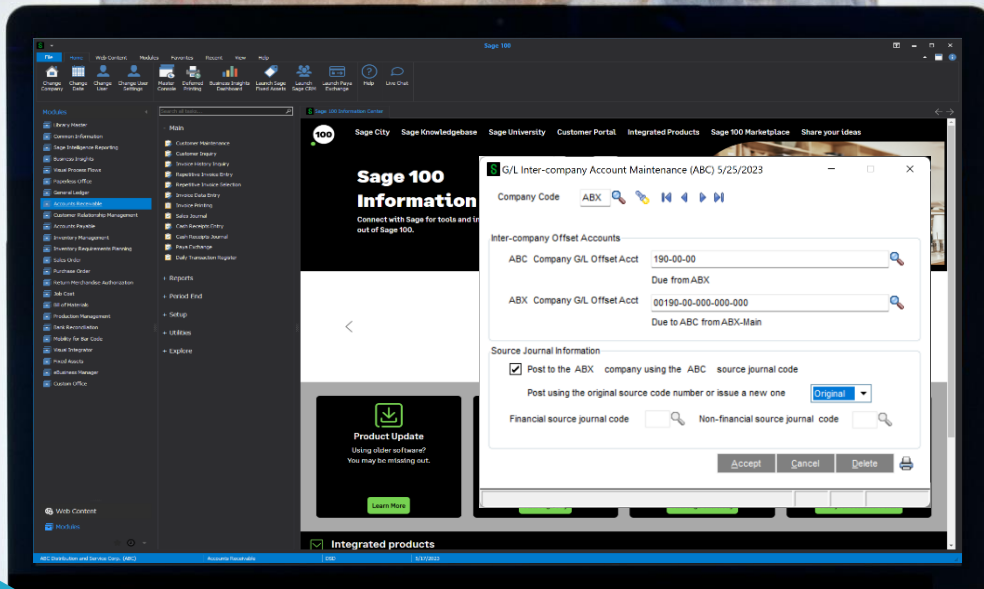 Sage 100
File Home Web Content Modules Favorites Recent View Help
Change Company
Change Date
Change User
Change User Settings
Master Console
Deferred Printing
Business Insights Dashboard
Launch Sage Fixed Assets
Launch Sage CRM
Launch Paya Exchange
Help
Live Chat
Modules
Library Master
Common Information
Sage Intelligence Reporting
Business Insights
Visual Process Flows
Paperless Office
General Ledger
Accounts Receivable
Customer Relationship Management
Accounts Payable
Inventory Management
Inventory Requirements Planning
Sales Order
Purchase Order
Return Merchandise Authorization
Job Cost
Bill of Materials
Production Management
Bank Reconciliation
Mobility for Bar Code
Visual Integrator
Fixed Assets
eBusiness Manager
Custom Office
Web Content
Modules
Search all tasks...
Main
Customer Maintenance
Customer Inquiry
Invoice History Inquiry
Repetitive Invoice Entry
Repetitive Invoice Selection
Invoice Data Entry
Invoice Printing
Sales Journal
Cash Receipts Entry
Cash Receipts Journal
Paya Exchange
Daily Transaction Register
+ Reports
+ Period End
+ Setup
+ Utilities
+ Explore
Sage 100 Information Center
100 Sage City Sage Knowledgebase Sage University Customer Portal Integrated Products Sage 100 Marketplace Share your ideas
Sage 100
Information
Connect with Sage for tools and in
out of Sage 100.
Product Update
Using older software?
You may be missing out.
Learn More
Integrated products
S G/L Inter-company Account Maintenance (ABC) 5/25/2023
Company Code ABX
Inter-company Offset Accounts
ABC Company G/L Offset Acct 190-00-00
Due from ABX
ABX Company G/L Offset Acct 00190-00-000-000-000
Due to ABC from ABX-Main
Source Journal Information
Post to the ABX company using the ABC source journal code
Post using the original source code number or issue a new one Original
Financial source journal code Non-financial source journal code
Accept Cancel Delete
ABC Distribution and Service Corp. (ABC) Accounts Receivable DSD 5/17/2023